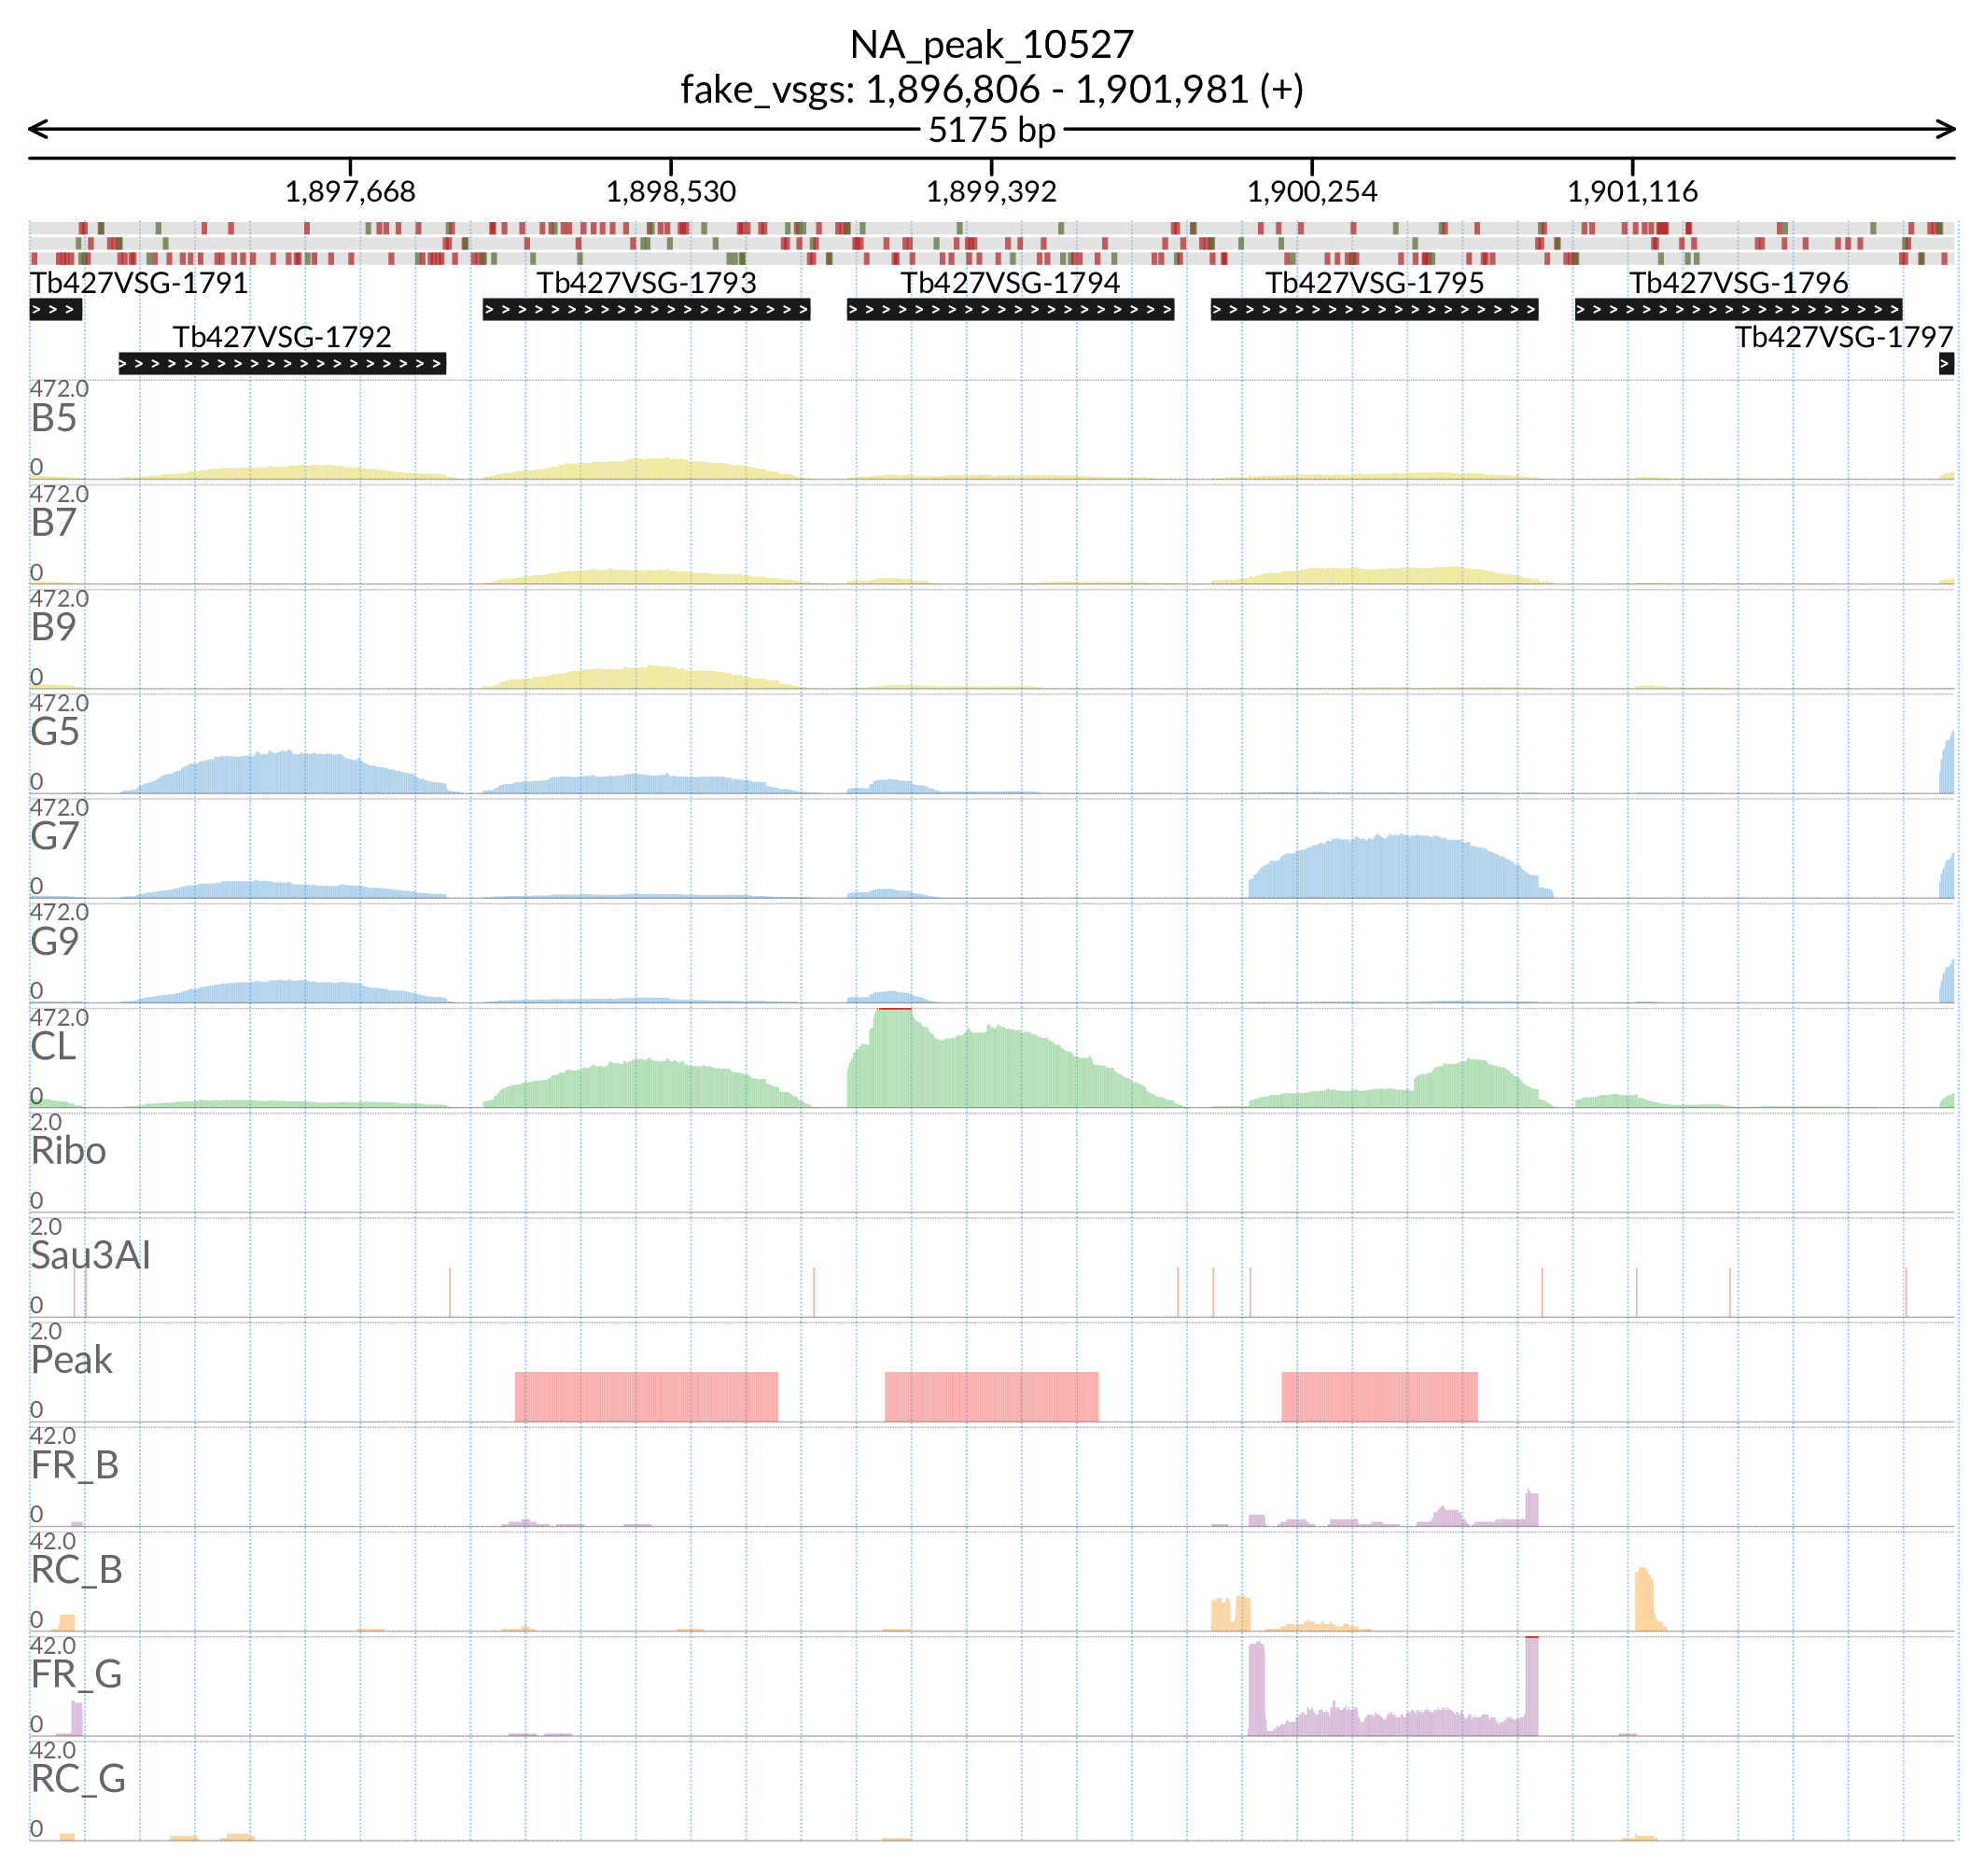 NA_peak_10527
fake_vsgs: 1,896,806 - 1,901,981 (+)
5175 bp
1,897,668 1,898,530 1,899,392 1,900,254 1,901,116
Tb427VSG-1791 Tb427VSG-1793 Tb427VSG-1794 Tb427VSG-1795 Tb427VSG-1796
Tb427VSG-1792 Tb427VSG-1797
472.0
B5
0
472.0
B7
0
472.0
B9
0
472.0
G5
0
472.0
G7
0
472.0
G9
0
472.0
CL
0
2.0
Ribo
0
2.0
Sau3AI
0
2.0
Peak
0
42.0
FR_B
0
42.0
RC_B
0
42.0
FR_G
0
42.0
RC_G
0